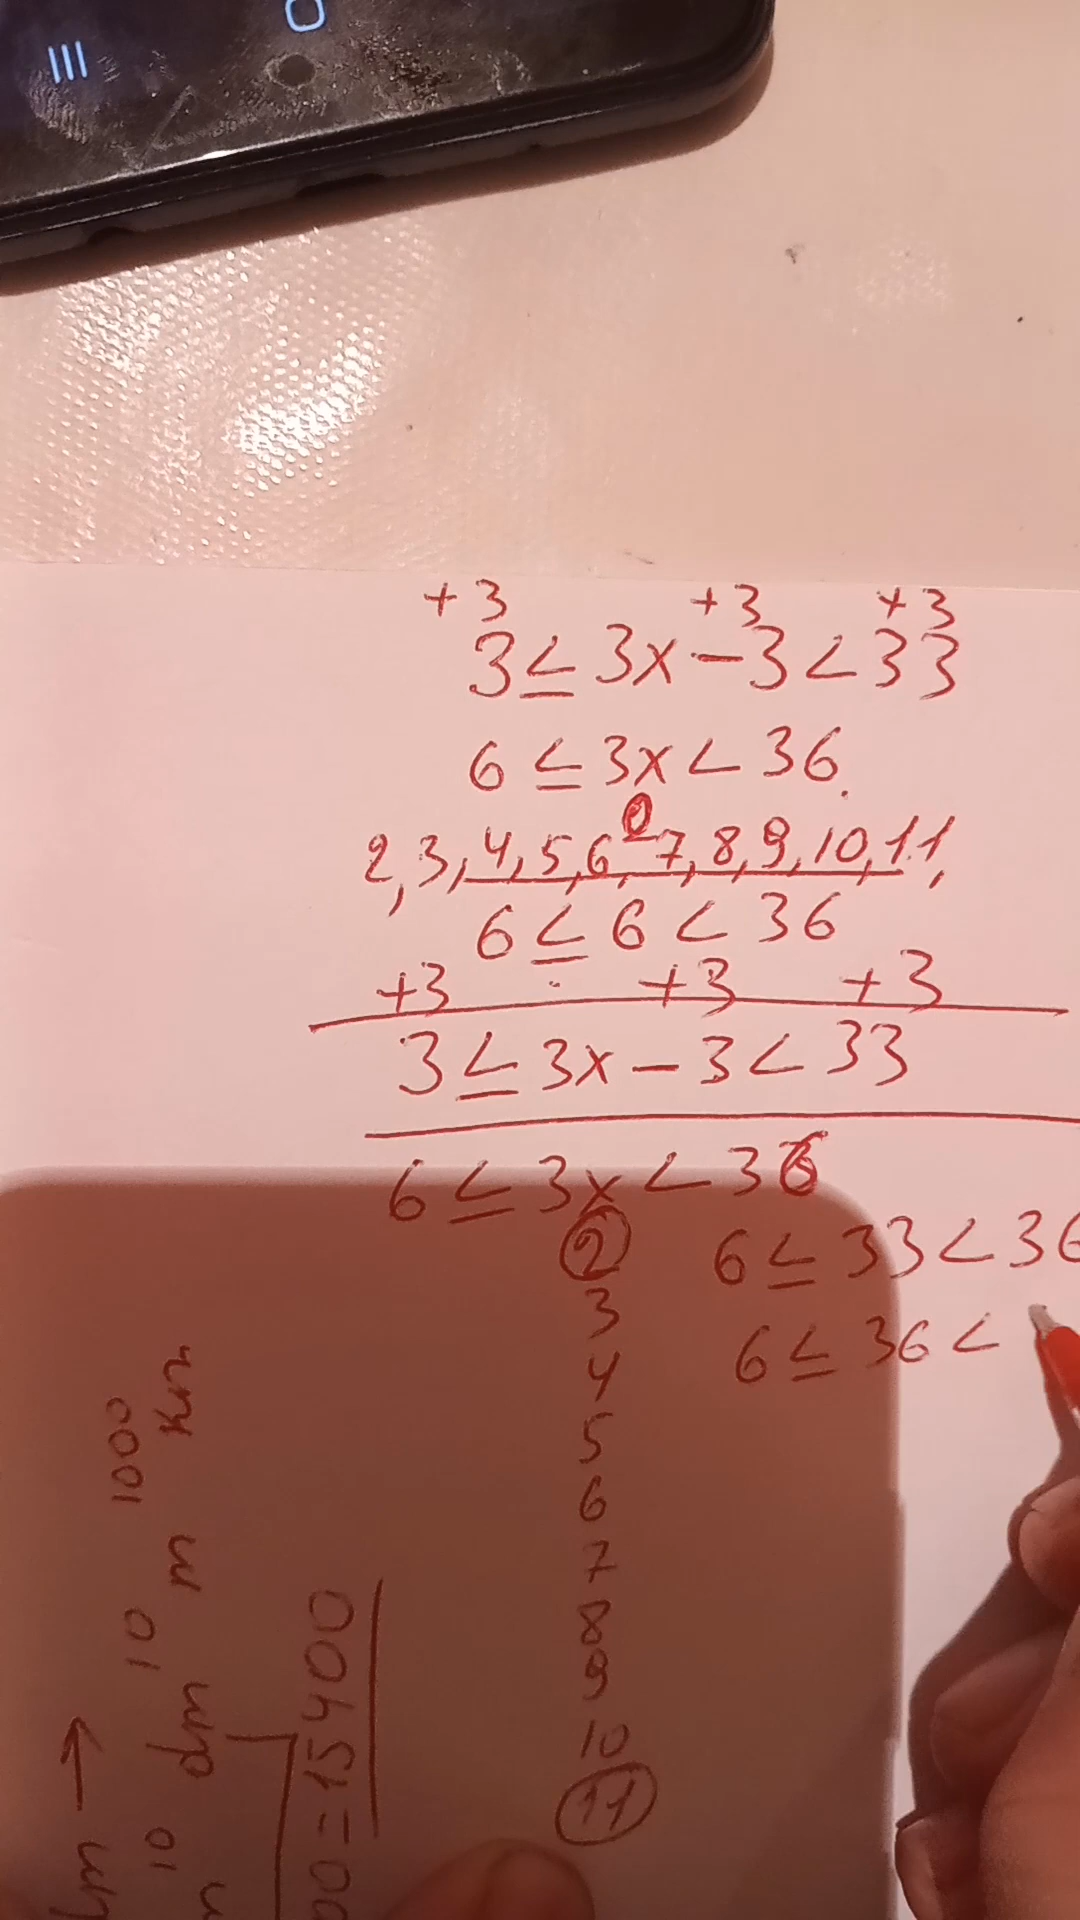 +3 +3 +3
3 ≤ 3x - 3 < 33
6 ≤ 3x < 36.
2,3,4,5,6,7,8,9,10,11,
6 ≤ 6 < 36
+3 +3 +3
3 ≤ 3x - 3 < 33
6 ≤ 3x < 36
2
3
4
5
6
7
8
9
10
11
6 ≤ 33 < 36
6 ≤ 36 <
10 10 1000
dm m km
00 = 15400